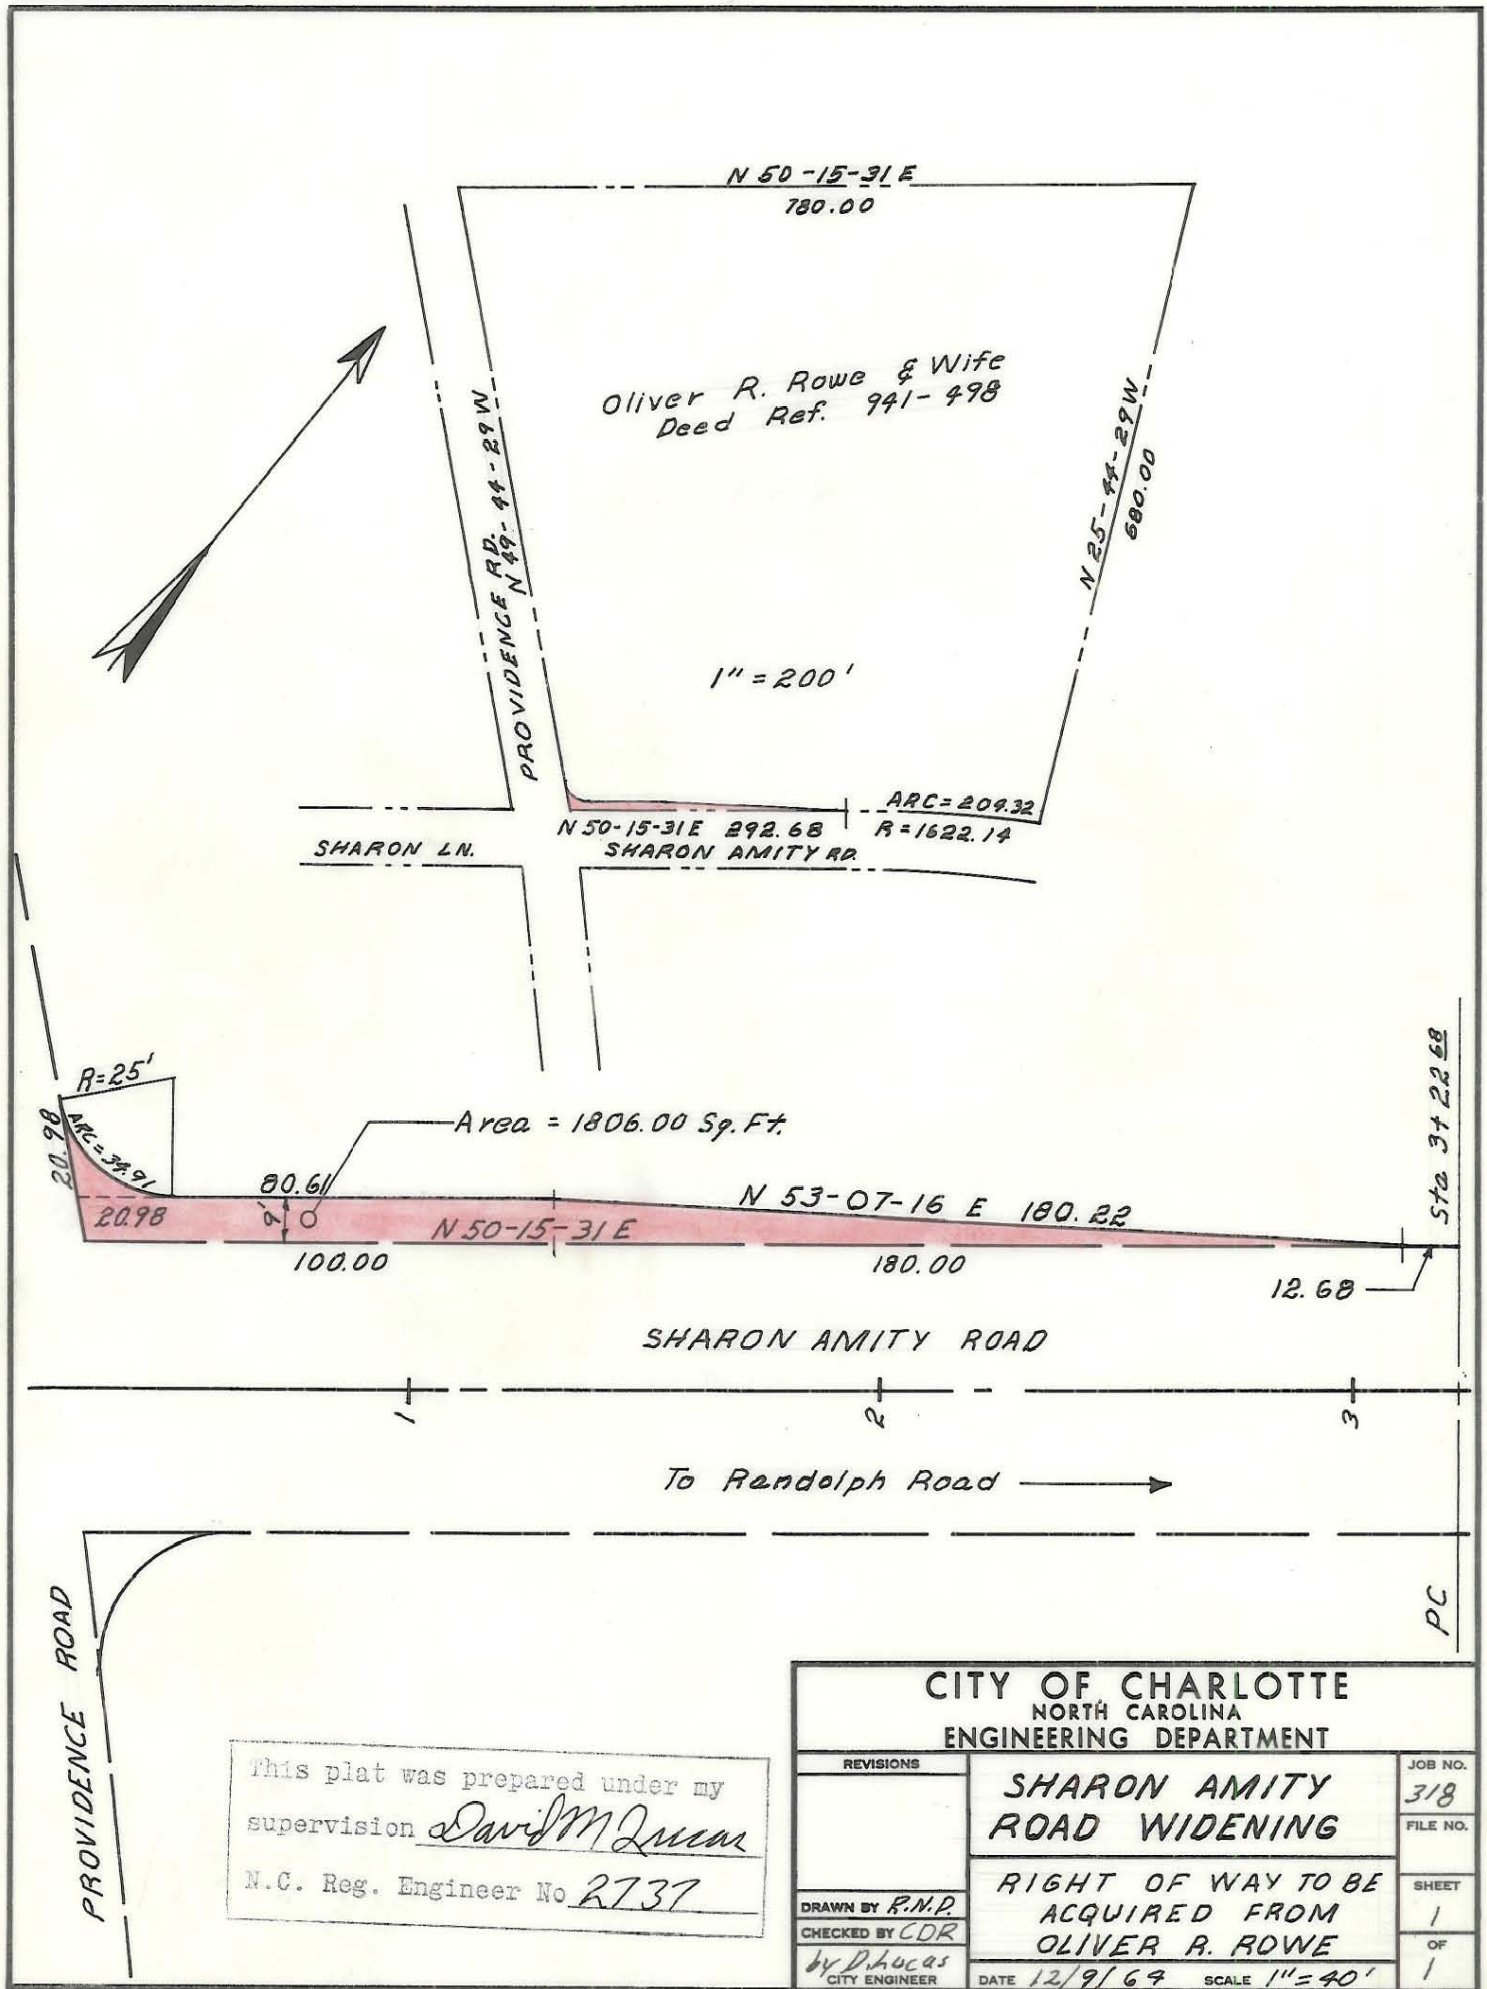 N 50-15-31 E
780.00
Oliver R. Rowe & Wife
Deed Ref. 941-498
PROVIDENCE RD.
N 49-44-29 W
N 25-44-29 W
680.00
1" = 200'
ARC = 209.32
N 50-15-31 E 292.68
R = 1622.14
SHARON LN.
SHARON AMITY RD.
R=25'
20.98
ARC=34.91
Area = 1806.00 Sq. Ft.
Sta 3+22 68
20.98
80.61
9'
N 50-15-31 E
N 53-07-16 E 180.22
100.00
180.00
12.68
SHARON AMITY ROAD
1
2
3
To Randolph Road
PROVIDENCE ROAD
PC
This plat was prepared under my
supervision David M Lucas
N.C. Reg. Engineer No 2737
CITY OF CHARLOTTE
NORTH CAROLINA
ENGINEERING DEPARTMENT
REVISIONS
SHARON AMITY
ROAD WIDENING
JOB NO.
318
FILE NO.
RIGHT OF WAY TO BE
ACQUIRED FROM
OLIVER R. ROWE
SHEET
1
OF
1
DRAWN BY R.N.P.
CHECKED BY CDR
by D. Lucas
CITY ENGINEER
DATE 12/9/64 SCALE 1"=40'